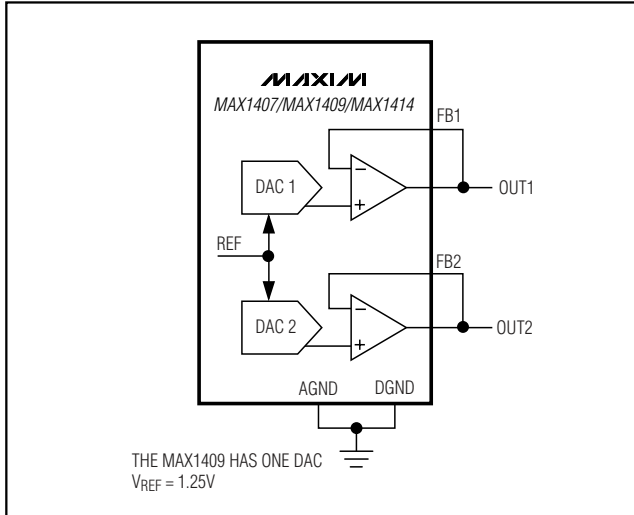 MAXIM
MAX1407/MAX1409/MAX1414
FB1
DAC 1
−
+
OUT1
REF
FB2
DAC 2
−
+
OUT2
AGND DGND
THE MAX1409 HAS ONE DAC
VREF = 1.25V